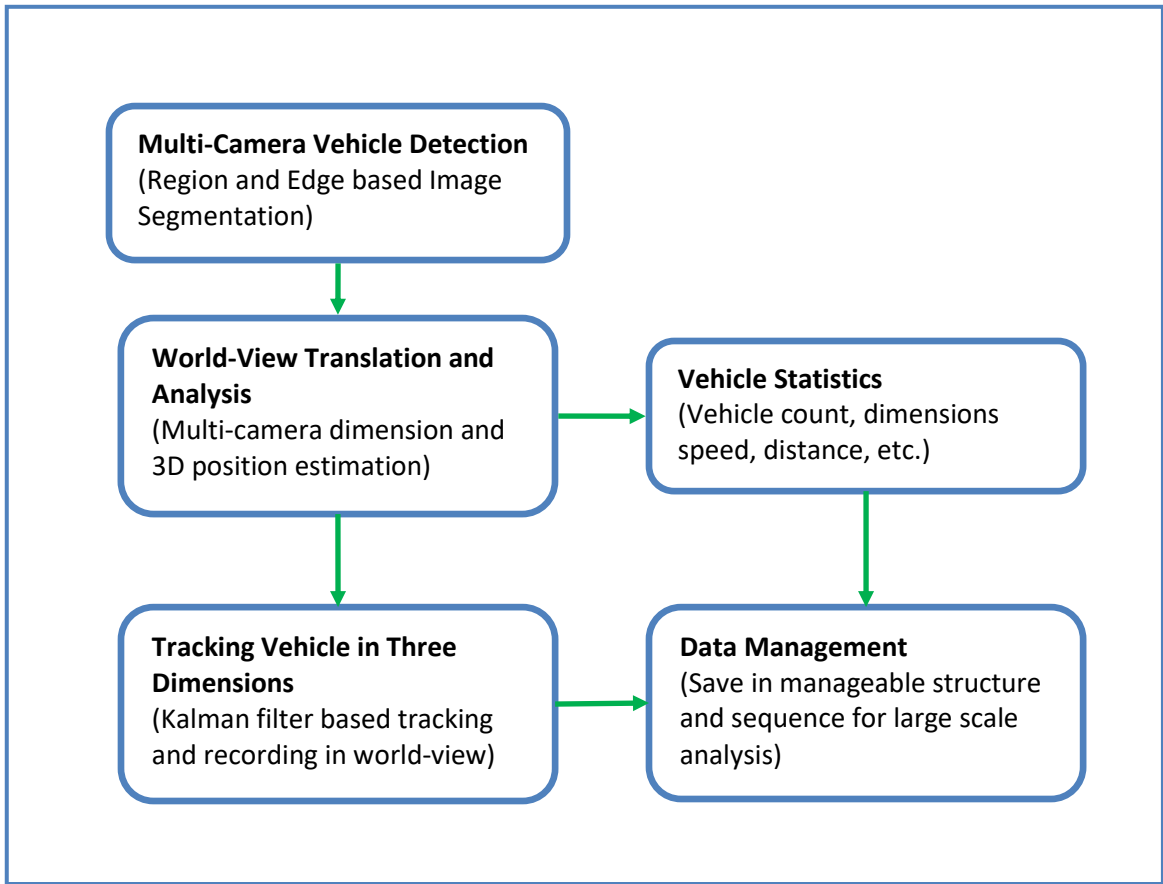 Multi-Camera Vehicle Detection
(Region and Edge based Image
Segmentation)
World-View Translation and
Analysis
(Multi-camera dimension and
3D position estimation)
Vehicle Statistics
(Vehicle count, dimensions
speed, distance, etc.)
Tracking Vehicle in Three
Dimensions
(Kalman filter based tracking
and recording in world-view)
Data Management
(Save in manageable structure
and sequence for large scale
analysis)